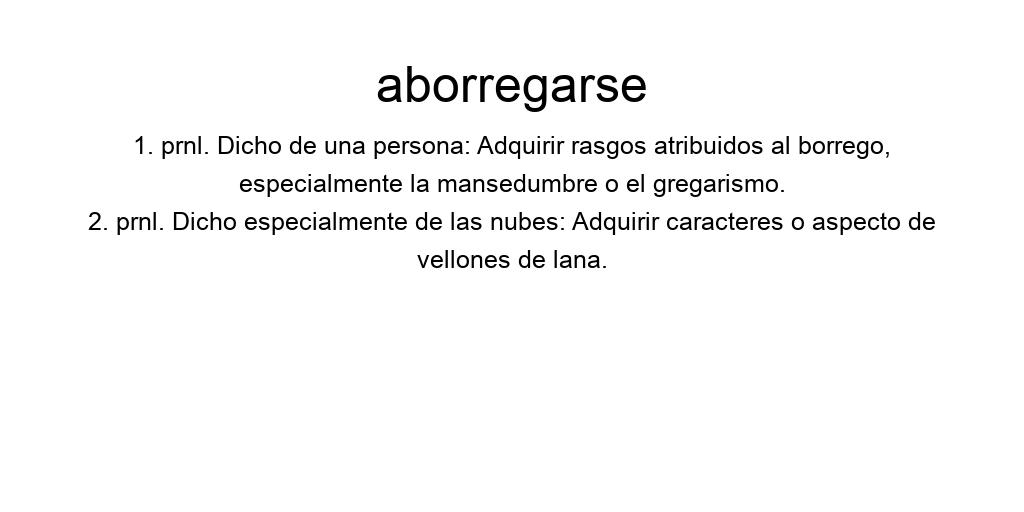 aborregarse
1. prnl. Dicho de una persona: Adquirir rasgos atribuidos al borrego,
especialmente la mansedumbre o el gregarismo.
2. prnl. Dicho especialmente de las nubes: Adquirir caracteres o aspecto de
vellones de lana.